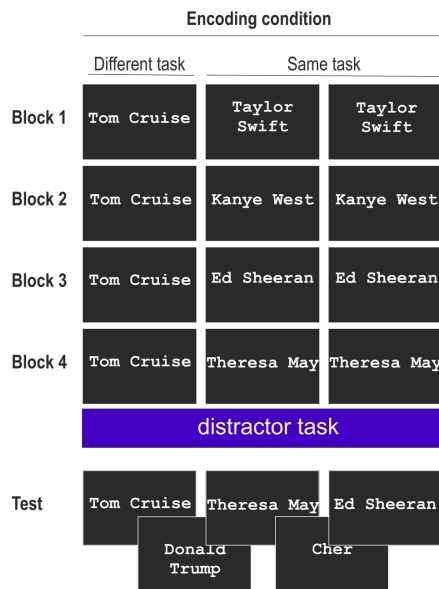 Encoding condition
Different task Same task
Block 1 Tom Cruise Taylor Swift Taylor Swift
Block 2 Tom Cruise Kanye West Kanye West
Block 3 Tom Cruise Ed Sheeran Ed Sheeran
Block 4 Tom Cruise Theresa May Theresa May
distractor task
Test Tom Cruise Theresa May Ed Sheeran
Donald Trump Cher